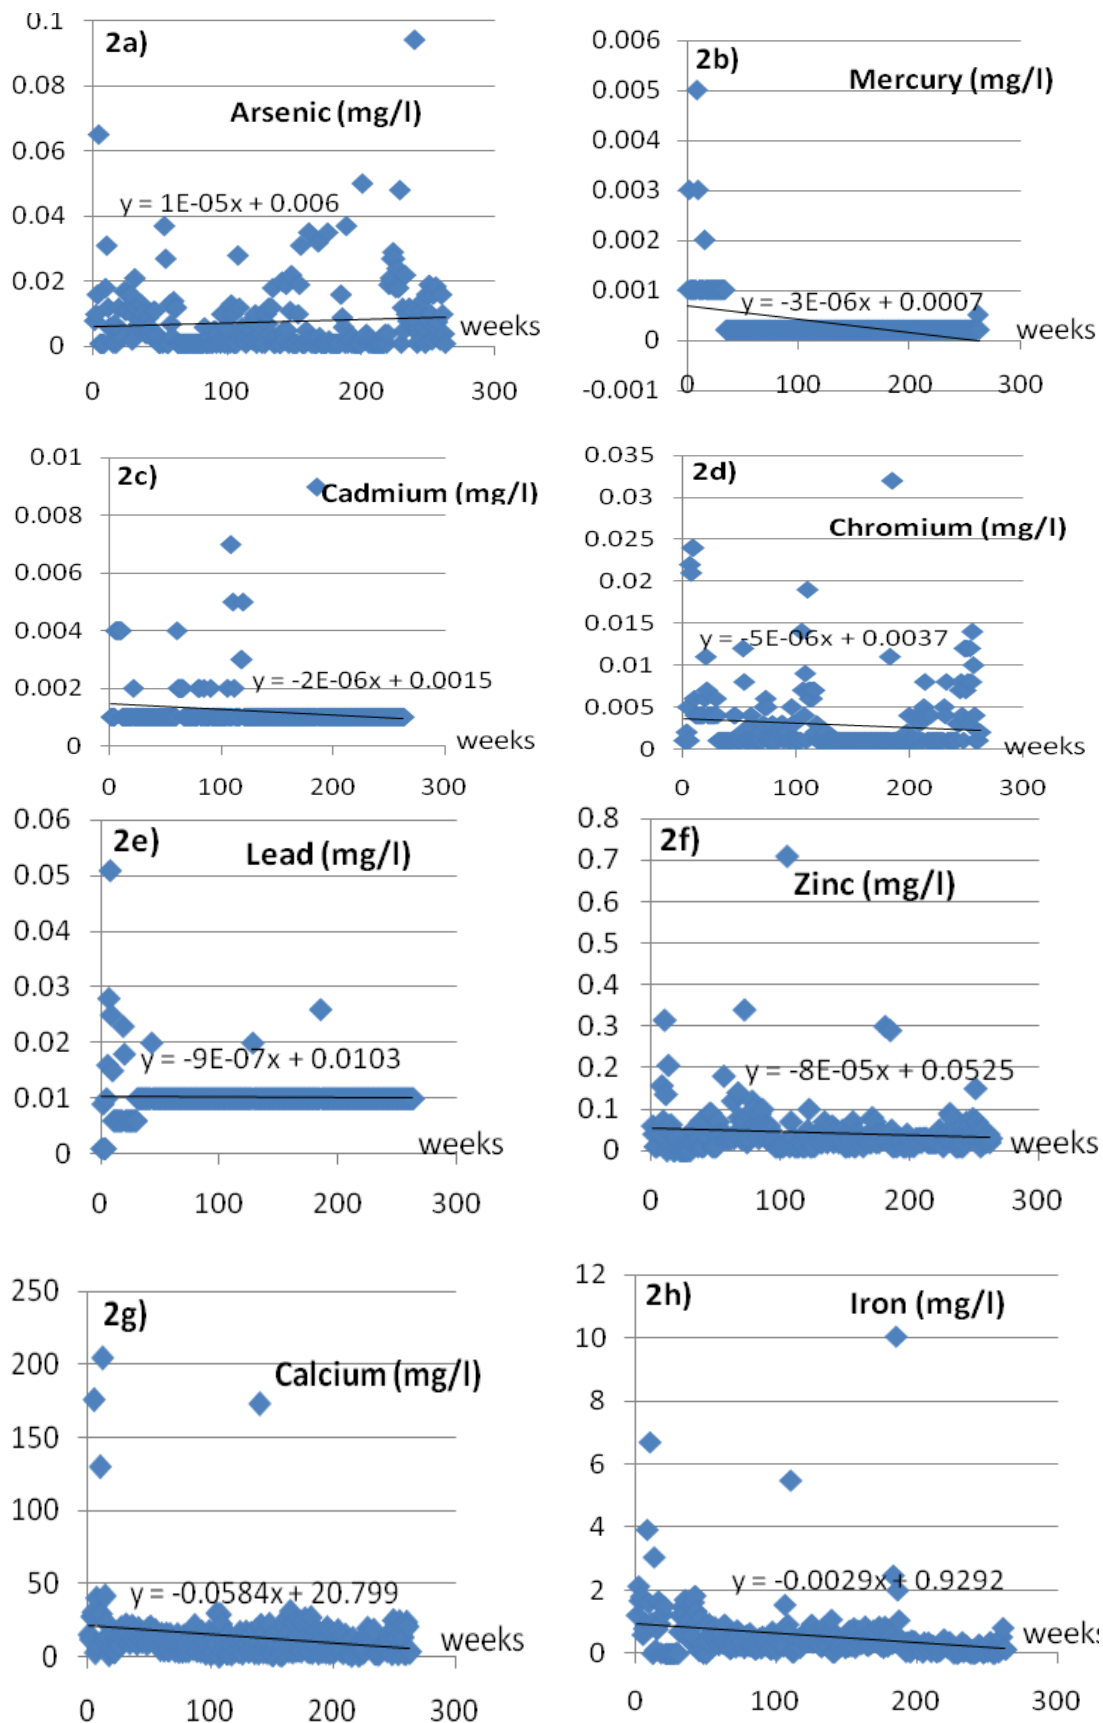 0.1
2a)
Arsenic (mg/l)
0.08
0.06
y = 1E-05x + 0.006
0.04
0.02
0
weeks
0 100 200 300
0.006
2b)
Mercury (mg/l)
0.005
0.004
0.003
0.002
0.001
y = -3E-06x + 0.0007
0
weeks
-0.001
0 100 200 300
0.01
2c)
Cadmium (mg/l)
0.008
0.006
0.004
0.002
y = -2E-06x + 0.0015
0
weeks
0 100 200 300
0.035
2d)
0.03
Chromium (mg/l)
0.025
0.02
0.015
y = -5E-06x + 0.0037
0.01
0.005
0
weeks
0 100 200 300
0.06
2e)
Lead (mg/l)
0.05
0.04
0.03
0.02
y = -9E-07x + 0.0103
0.01
0
weeks
0 100 200 300
0.8
2f)
0.7
Zinc (mg/l)
0.6
0.5
0.4
0.3
0.2
y = -8E-05x + 0.0525
0.1
0
weeks
0 100 200 300
250
2g)
200
Calcium (mg/l)
150
100
50
y = -0.0584x + 20.799
0
weeks
0 100 200 300
12
2h)
Iron (mg/l)
10
8
6
4
2
y = -0.0029x + 0.9292
0
weeks
0 100 200 300